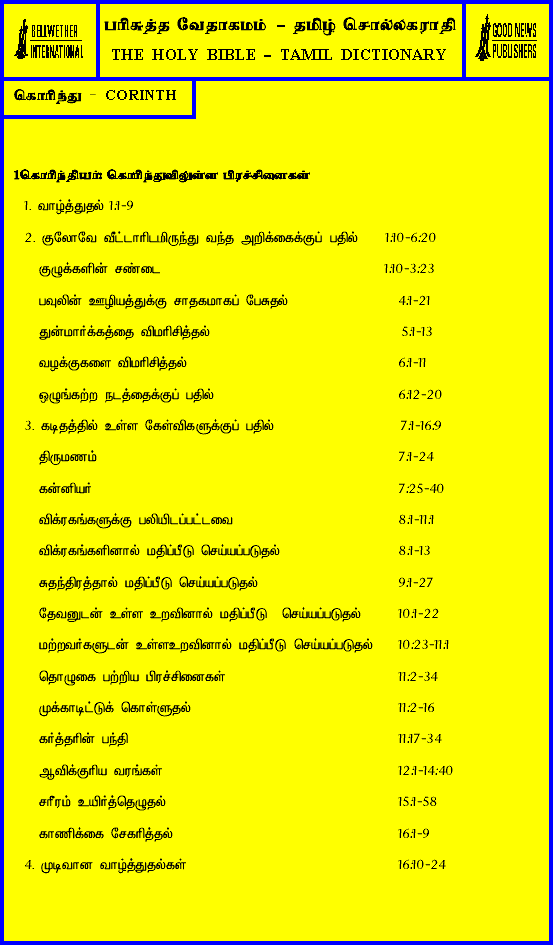 BELLWETHER INTERNATIONAL
பரிசுத்த வேதாகமம் - தமிழ் சொல்லகராதி
THE HOLY BIBLE - TAMIL DICTIONARY
GOOD NEWS PUBLISHERS
கொரிந்து - CORINTH
1கொரிந்தியர்: கொரிந்துவிலுள்ள பிரச்சினைகள்
1. வாழ்த்துதல் 1:1-9
2. குலோவே வீட்டாரிடமிருந்து வந்த அறிக்கைக்குப் பதில் 1:10-6:20
குழுக்களின் சண்டை 1:10-3:23
பவுலின் ஊழியத்துக்கு சாதகமாகப் பேசுதல் 4:1-21
துன்மார்க்கத்தை விமரிசித்தல் 5:1-13
வழக்குகளை விமரிசித்தல் 6:1-11
ஒழுங்கற்ற நடத்தைக்குப் பதில் 6:12-20
3. கடிதத்தில் உள்ள கேள்விகளுக்குப் பதில் 7:1-16:9
திருமணம் 7:1-24
கன்னியர் 7:25-40
விக்ரகங்களுக்கு பலியிடப்பட்டவை 8:1-11:1
விக்ரகங்களினால் மதிப்பீடு செய்யப்படுதல் 8:1-13
சுதந்திரத்தால் மதிப்பீடு செய்யப்படுதல் 9:1-27
தேவனுடன் உள்ள உறவினால் மதிப்பீடு செய்யப்படுதல் 10:1-22
மற்றவர்களுடன் உள்ளஉறவினால் மதிப்பீடு செய்யப்படுதல் 10:23-11:1
தொழுகை பற்றிய பிரச்சினைகள் 11:2-34
முக்காடிட்டுக் கொள்ளுதல் 11:2-16
கர்த்தரின் பந்தி 11:17-34
ஆவிக்குரிய வரங்கள் 12:1-14:40
சரீரம் உயிர்த்தெழுதல் 15:1-58
காணிக்கை சேகரித்தல் 16:1-9
4. முடிவான வாழ்த்துதல்கள் 16:10-24